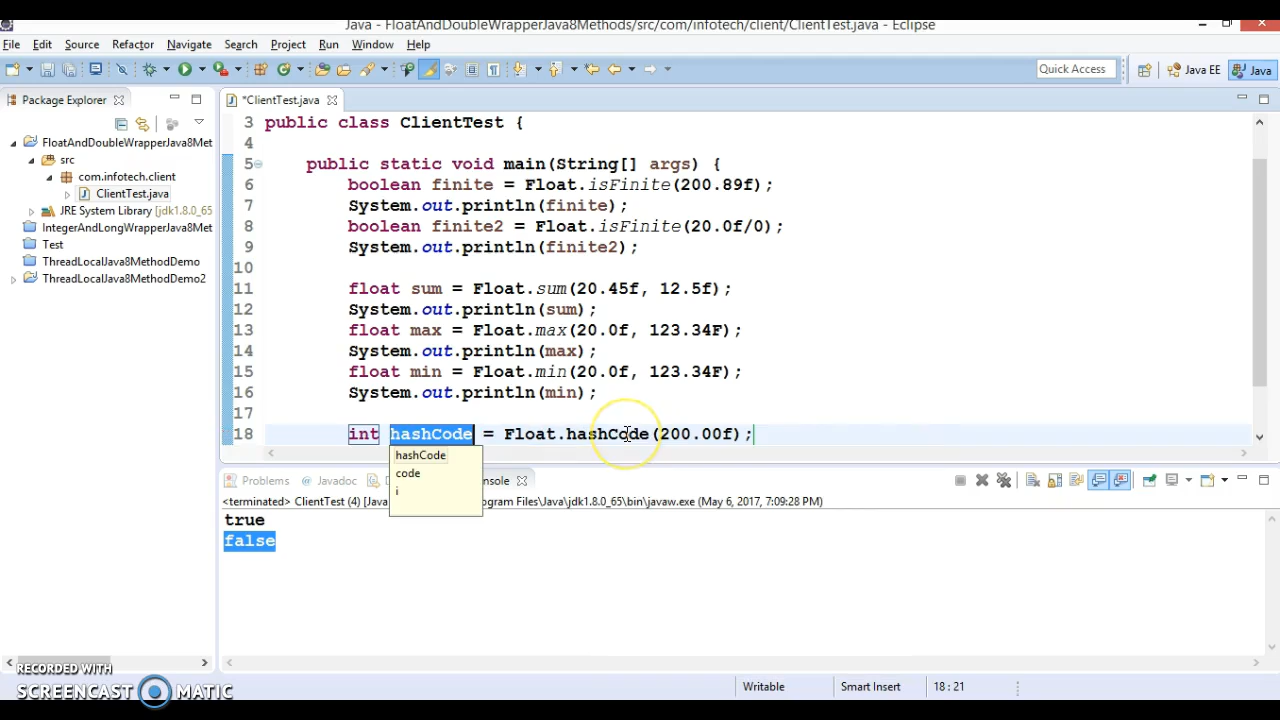 Java - FloatAndDoubleWrapperJava8Methods/src/com/infotech/client/ClientTest.java - Eclipse
File Edit Source Refactor Navigate Search Project Run Window Help
Quick Access
Java EE
Java
Package Explorer
*ClientTest.java
FloatAndDoubleWrapperJava8Met
src
com.infotech.client
ClientTest.java
JRE System Library [jdk1.8.0_65
IntegerAndLongWrapperJava8Met
Test
ThreadLocalJava8MethodDemo
ThreadLocalJava8MethodDemo2
3 public class ClientTest {
4
5 public static void main(String[] args) {
6 boolean finite = Float.isFinite(200.89f);
7 System.out.println(finite);
8 boolean finite2 = Float.isFinite(20.0f/0);
9 System.out.println(finite2);
10
11 float sum = Float.sum(20.45f, 12.5f);
12 System.out.println(sum);
13 float max = Float.max(20.0f, 123.34F);
14 System.out.println(max);
15 float min = Float.min(20.0f, 123.34F);
16 System.out.println(min);
17
18 int hashCode = Float.hashCode(200.00f);
hashCode
code
i
Problems @ Javadoc D nsole
<terminated> ClientTest (4) [Java gram Files\Java\jdk1.8.0_65\bin\javaw.exe (May 6, 2017, 7:09:28 PM)
true
false
Writable Smart Insert 18 : 21
RECORDED WITH
SCREENCAST MATIC